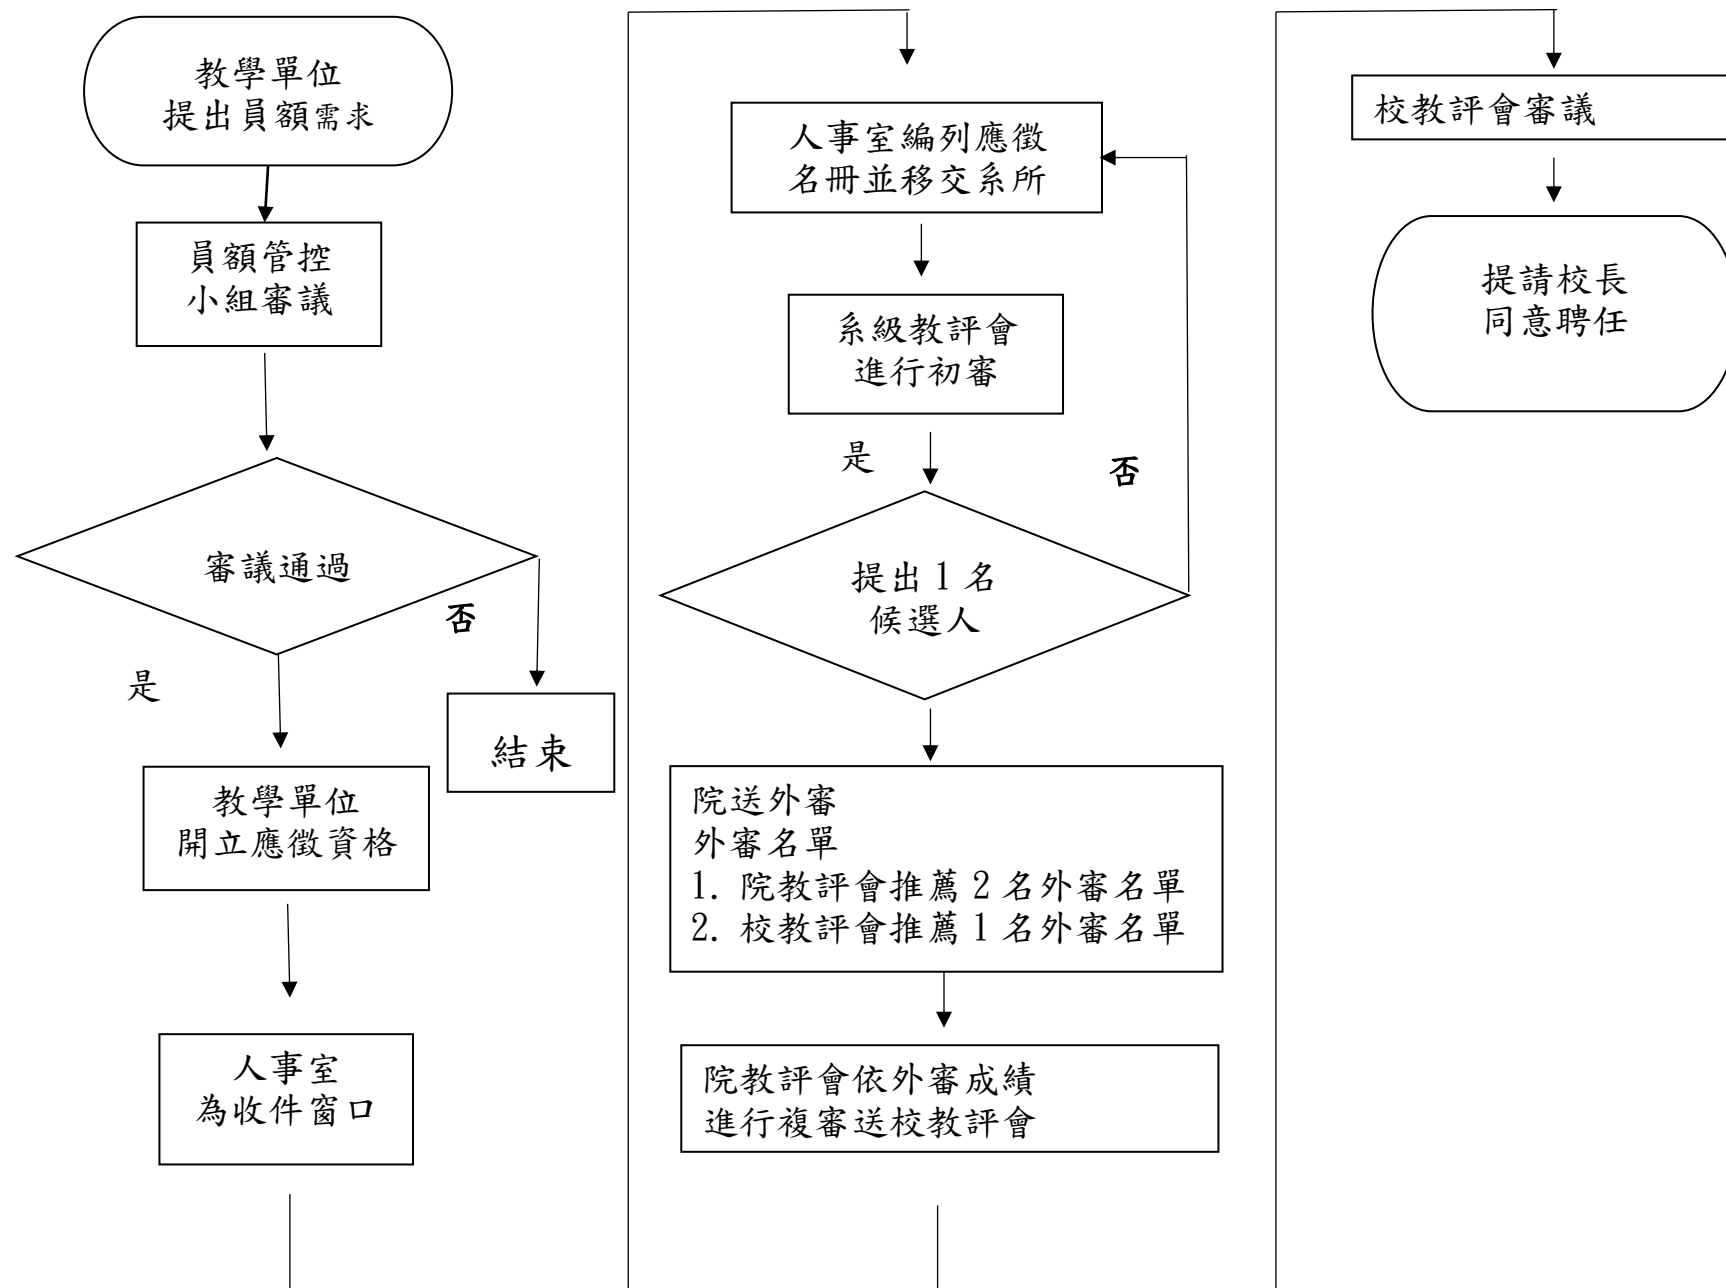 教學單位
提出員額需求
員額管控
小組審議
審議通過
否
是
結束
教學單位
開立應徵資格
人事室
為收件窗口
人事室編列應徵
名冊並移交系所
系級教評會
進行初審
是
否
提出1名
候選人
院送外審
外審名單
1. 院教評會推薦2名外審名單
2. 校教評會推薦1名外審名單
院教評會依外審成績
進行複審送校教評會
校教評會審議
提請校長
同意聘任